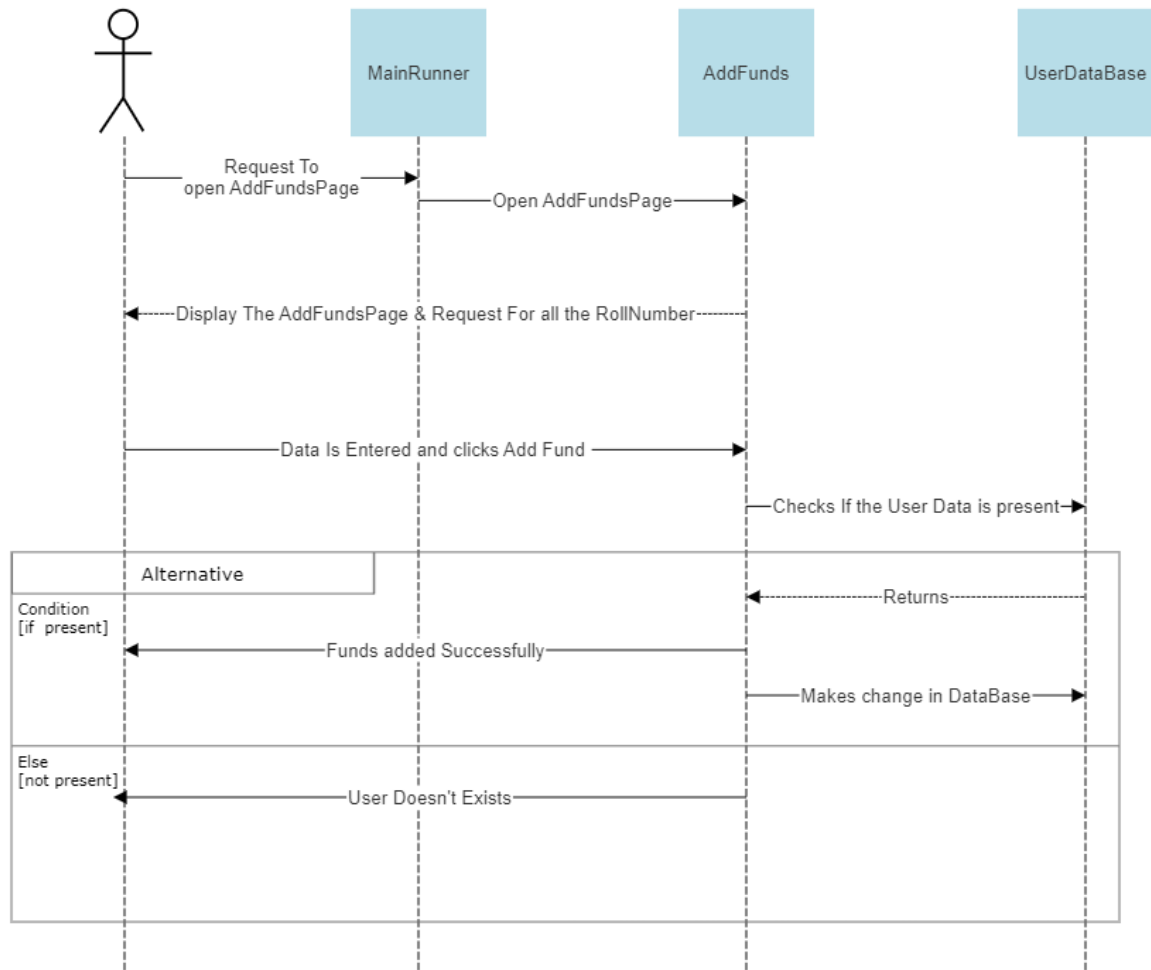 MainRunner
AddFunds
UserDataBase
Request To
open AddFundsPage
Open AddFundsPage
Display The AddFundsPage & Request For all the RollNumber
Data Is Entered and clicks Add Fund
Checks If the User Data is present
Alternative
Condition
[if present]
Returns
Funds added Successfully
Makes change in DataBase
Else
[not present]
User Doesn't Exists